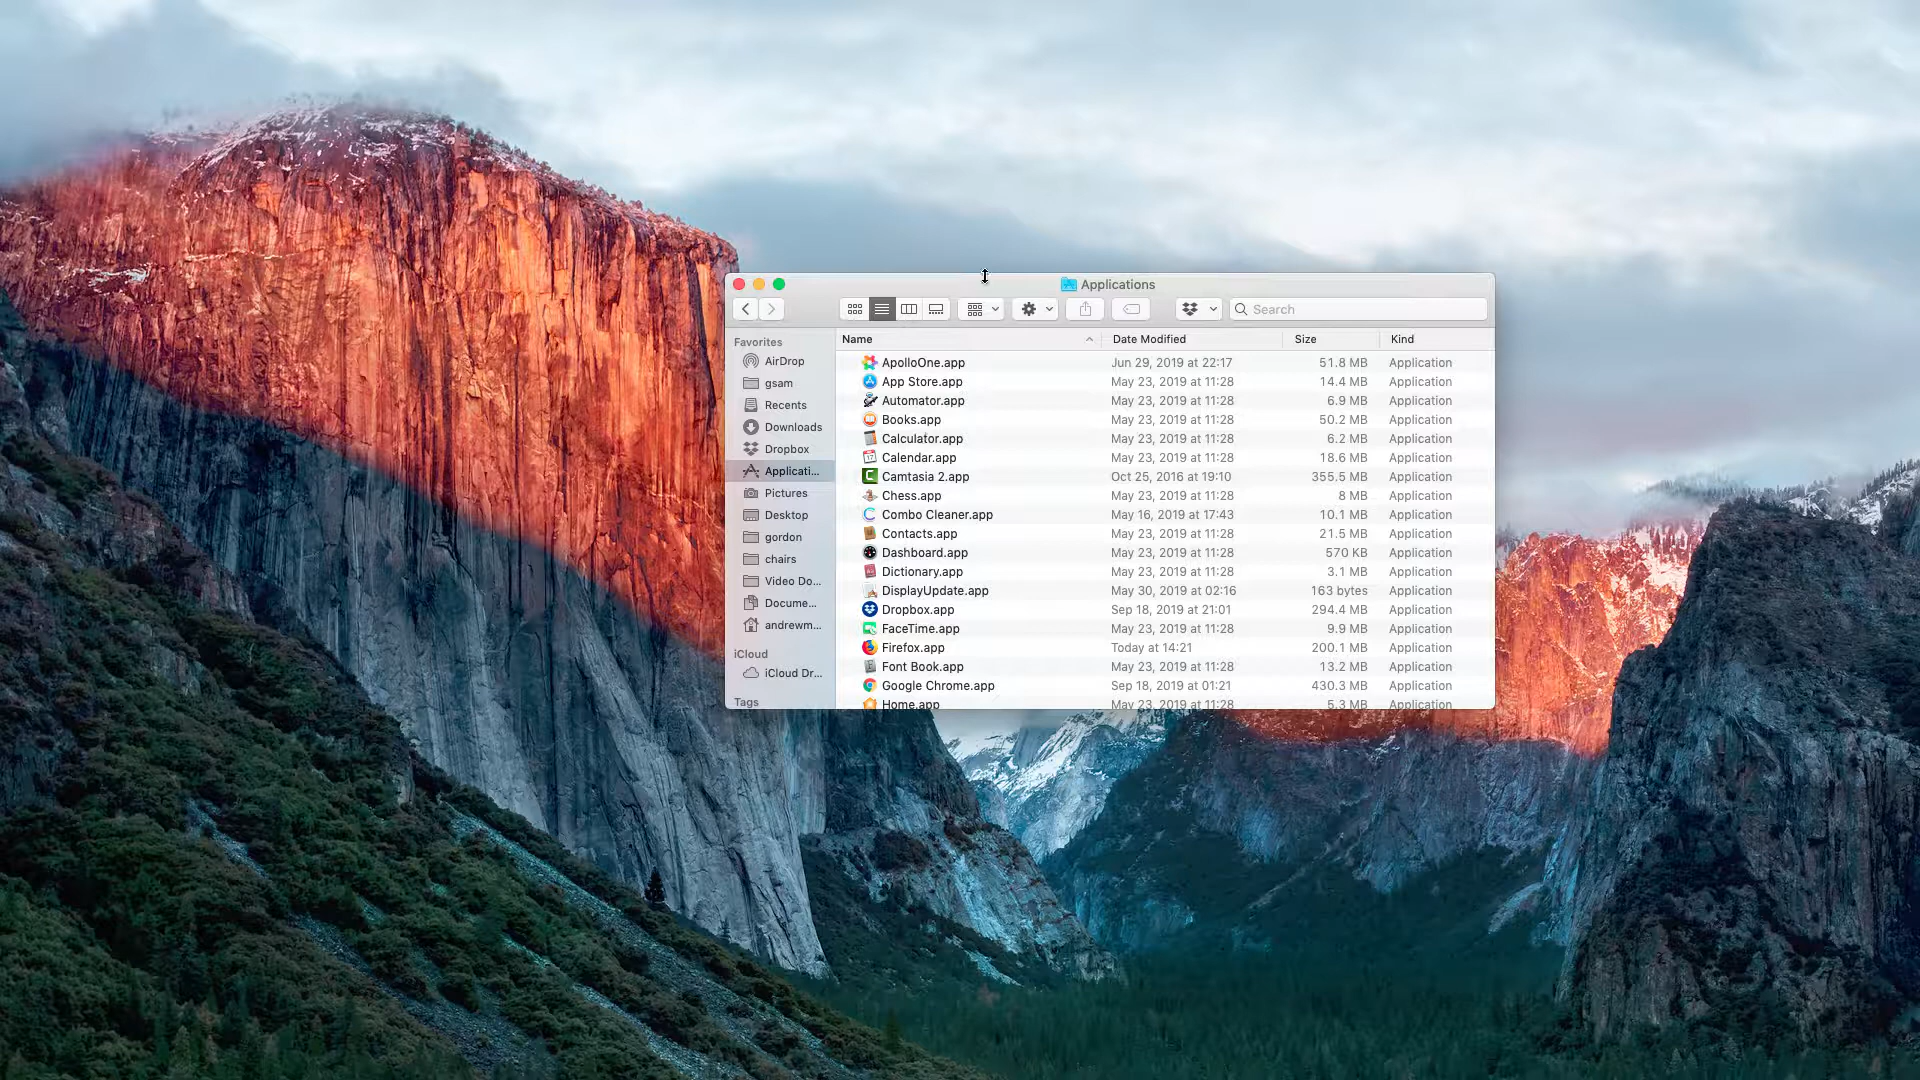 Applications
Search
Name Date Modified Size Kind
Favorites
AirDrop
gsam
Recents
Downloads
Dropbox
Applicati...
Pictures
Desktop
gordon
chairs
Video Do...
Docume...
andrewm...
iCloud
iCloud Dr...
Tags
ApolloOne.app Jun 29, 2019 at 22:17 51.8 MB Application
App Store.app May 23, 2019 at 11:28 14.4 MB Application
Automator.app May 23, 2019 at 11:28 6.9 MB Application
Books.app May 23, 2019 at 11:28 50.2 MB Application
Calculator.app May 23, 2019 at 11:28 6.2 MB Application
Calendar.app May 23, 2019 at 11:28 18.6 MB Application
Camtasia 2.app Oct 25, 2016 at 19:10 355.5 MB Application
Chess.app May 23, 2019 at 11:28 8 MB Application
Combo Cleaner.app May 16, 2019 at 17:43 10.1 MB Application
Contacts.app May 23, 2019 at 11:28 21.5 MB Application
Dashboard.app May 23, 2019 at 11:28 570 KB Application
Dictionary.app May 23, 2019 at 11:28 3.1 MB Application
DisplayUpdate.app May 30, 2019 at 02:16 163 bytes Application
Dropbox.app Sep 18, 2019 at 21:01 294.4 MB Application
FaceTime.app May 23, 2019 at 11:28 9.9 MB Application
Firefox.app Today at 14:21 200.1 MB Application
Font Book.app May 23, 2019 at 11:28 13.2 MB Application
Google Chrome.app Sep 18, 2019 at 01:21 430.3 MB Application
Home.app May 23, 2019 at 11:28 5.3 MB Application